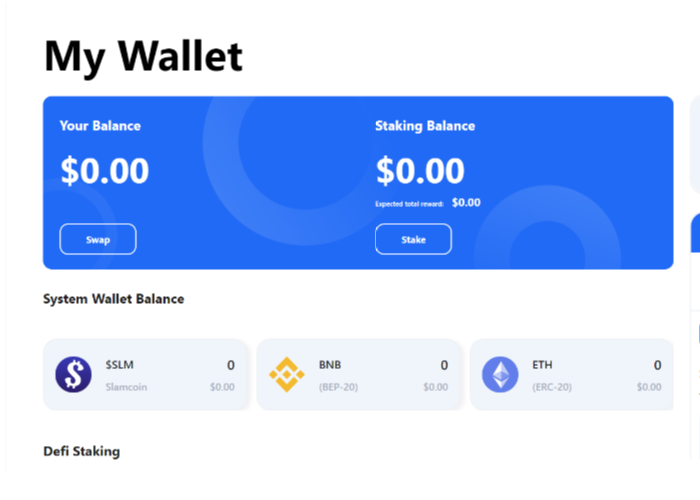 My Wallet
Your Balance
$0.00
Swap
Staking Balance
$0.00
Expected total reward: $0.00
Stake
System Wallet Balance
$SLM 0
Slamcoin $0.00
BNB 0
(BEP-20) $0.00
ETH 0
(ERC-20) $0.00
Defi Staking